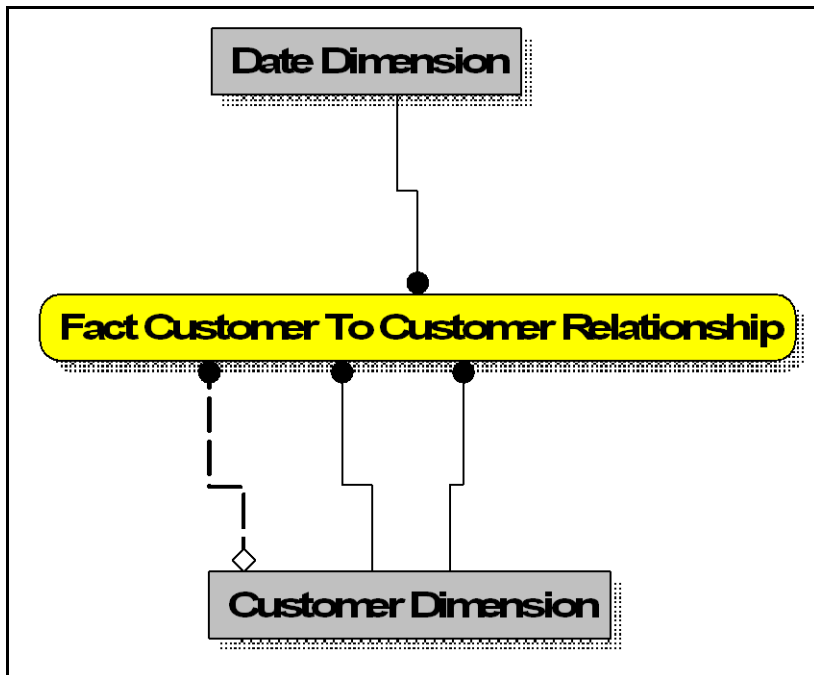 Date Dimension
Fact Customer To Customer Relationship
Customer Dimension